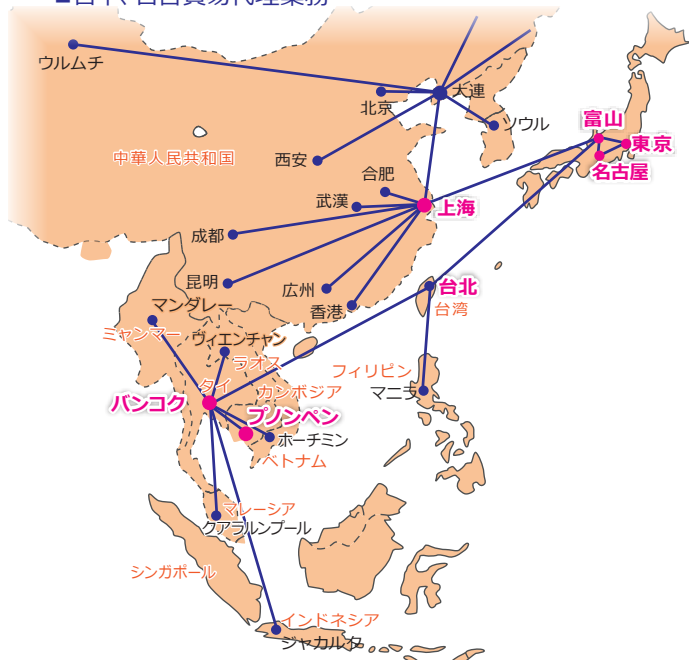 ウルムチ
大連
北京
ソウル
富山
東京
名古屋
中華人民共和国
西安
合肥
武漢
上海
成都
昆明
広州
台北
香港
台湾
マンダレー
ミャンマー
ヴィエンチャン
ラオス
フィリピン
タイ
カンボジア
マニラ
バンコク
プノンペン
ホーチミン
ベトナム
マレーシア
クアラルンプール
シンガポール
インドネシア
ジャカルタ